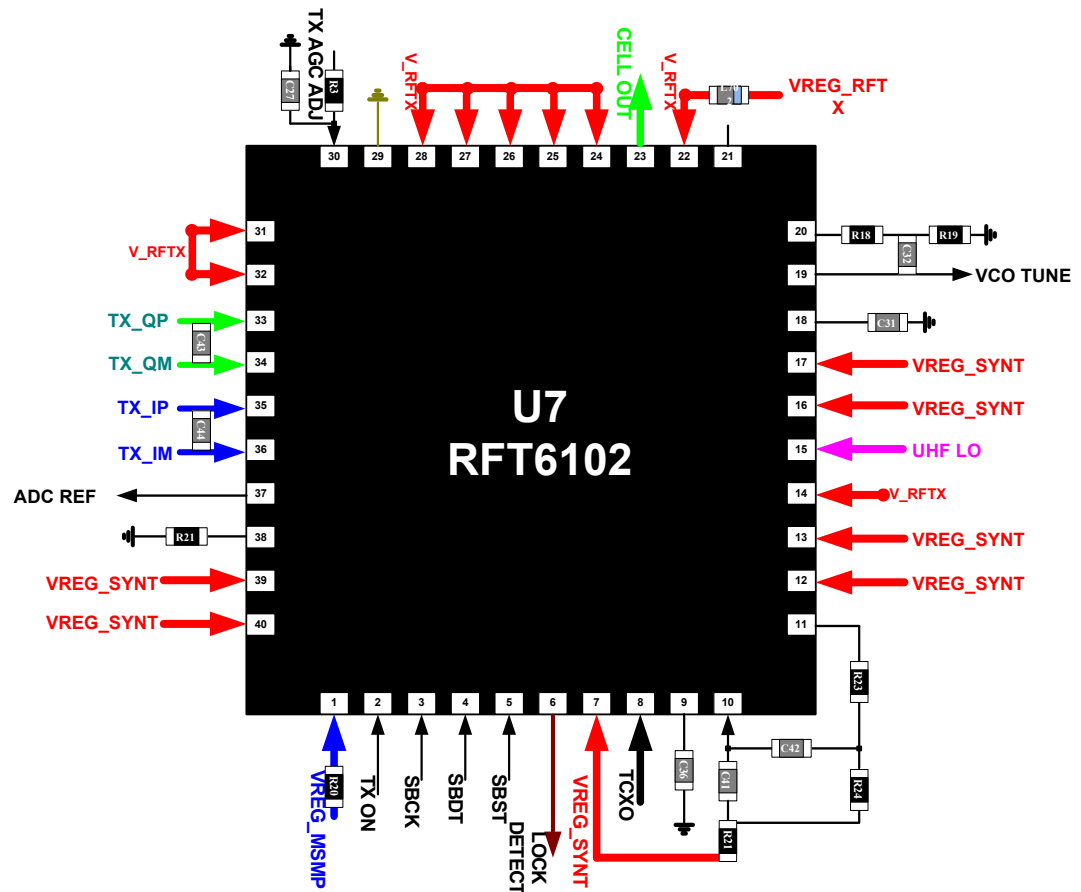 TX AGC ADJ
C27
R3
V_RFTX
CELL OUT
V_RFTX
VREG_RFT
X
30
29
28
27
26
25
24
23
22
21
31
V_RFTX
32
TX_QP
33
C43
TX_QM
34
TX_IP
35
C44
TX_IM
36
ADC REF
37
R21
38
VREG_SYNT
39
VREG_SYNT
40
U7
RFT6102
20
R18
R19
C32
19
VCO TUNE
18
C31
17
VREG_SYNT
16
VREG_SYNT
15
UHF LO
14
V_RFTX
13
VREG_SYNT
12
VREG_SYNT
11
R23
1
2
3
4
5
6
7
8
9
10
C42
R20
VREG_MSMP
TX ON
SBCK
SBDT
SBST
LOCK
DETECT
VREG_SYNT
TCXO
C36
C41
R24
R21